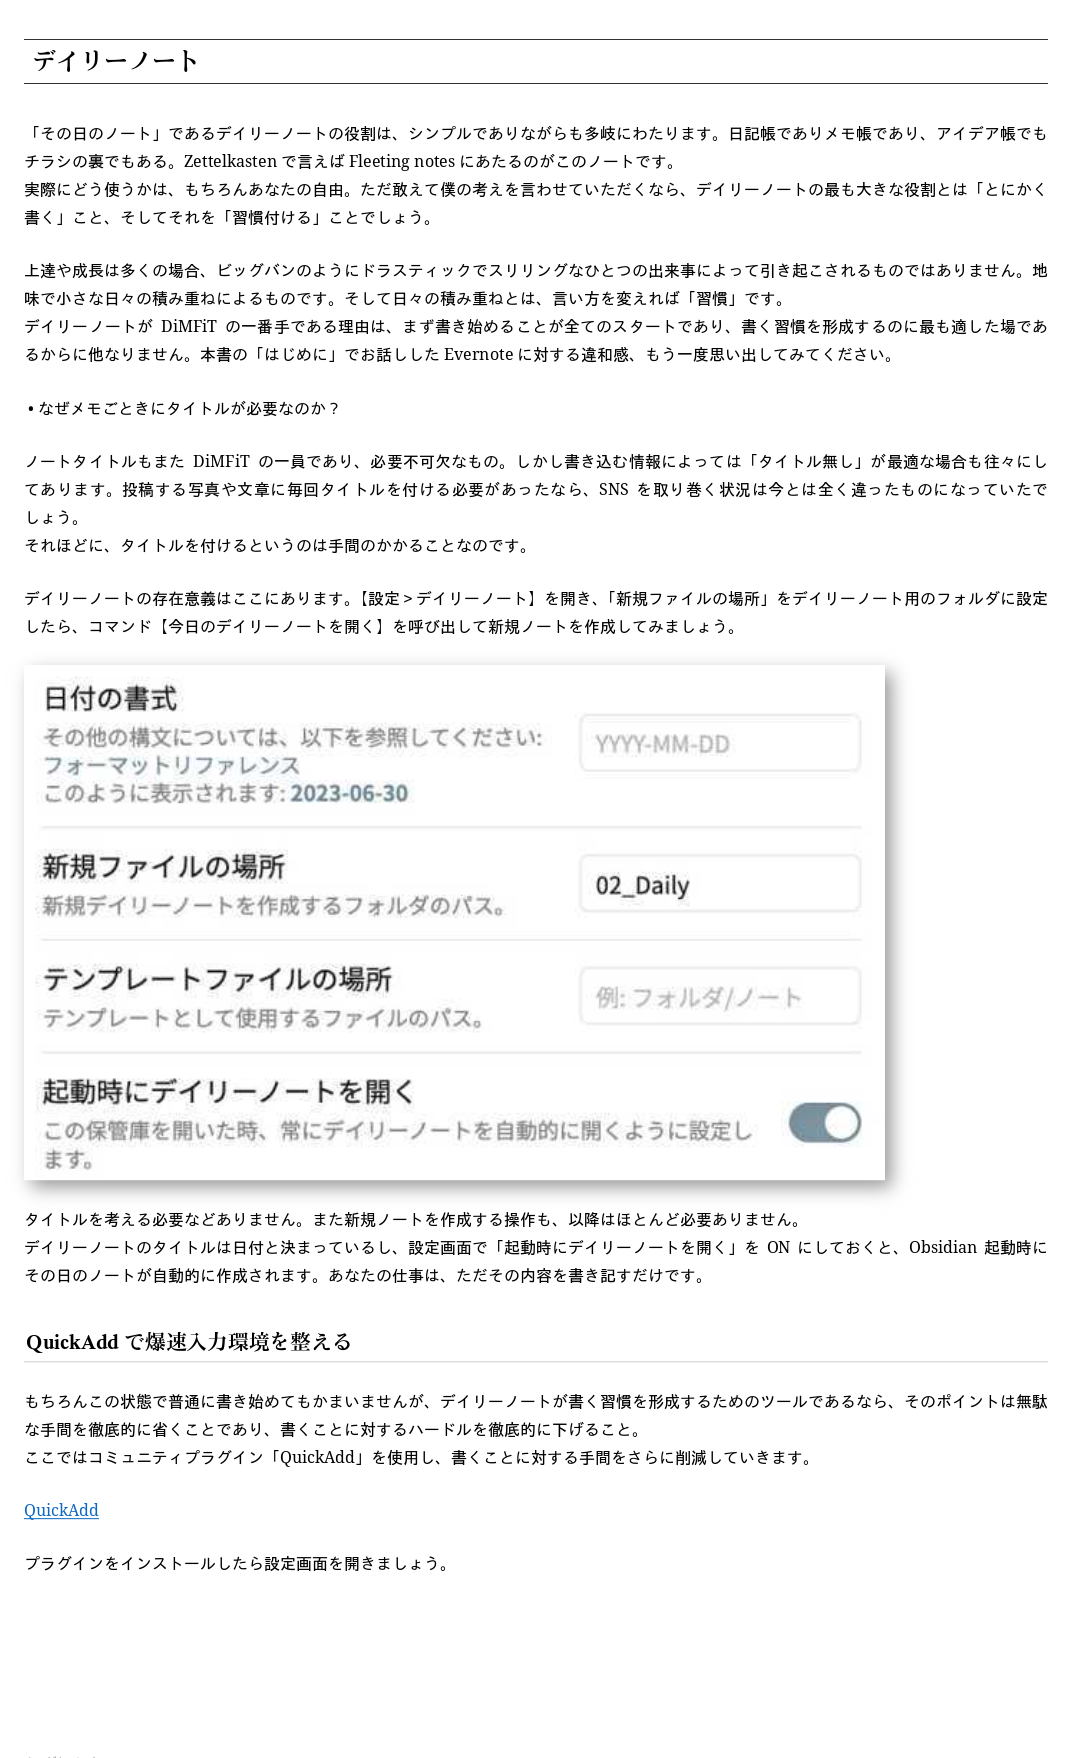 デイリーノート
「その日のノート」であるデイリーノートの役割は、シンプルでありながらも多岐にわたります。日記帳でありメモ帳であり、アイデア帳でも
チラシの裏でもある。Zettelkasten で言えば Fleeting notes にあたるのがこのノートです。
実際にどう使うかは、もちろんあなたの自由。ただ敢えて僕の考えを言わせていただくなら、デイリーノートの最も大きな役割とは「とにかく
書く」こと、そしてそれを「習慣付ける」ことでしょう。
上達や成長は多くの場合、ビッグバンのようにドラスティックでスリリングなひとつの出来事によって引き起こされるものではありません。地
味で小さな日々の積み重ねによるものです。そして日々の積み重ねとは、言い方を変えれば「習慣」です。
デイリーノートが DiMFiT の一番手である理由は、まず書き始めることが全てのスタートであり、書く習慣を形成するのに最も適した場であ
るからに他なりません。本書の「はじめに」でお話しした Evernote に対する違和感、もう一度思い出してみてください。
• なぜメモごときにタイトルが必要なのか？
ノートタイトルもまた DiMFiT の一員であり、必要不可欠なもの。しかし書き込む情報によっては「タイトル無し」が最適な場合も往々にし
てあります。投稿する写真や文章に毎回タイトルを付ける必要があったなら、SNS を取り巻く状況は今とは全く違ったものになっていたで
しょう。
それほどに、タイトルを付けるというのは手間のかかることなのです。
デイリーノートの存在意義はここにあります。【設定 > デイリーノート】を開き、「新規ファイルの場所」をデイリーノート用のフォルダに設定
したら、コマンド【今日のデイリーノートを開く】を呼び出して新規ノートを作成してみましょう。
日付の書式
その他の構文については、以下を参照してください:
フォーマットリファレンス
このように表示されます: 2023-06-30
YYYY-MM-DD
新規ファイルの場所
新規デイリーノートを作成するフォルダのパス。
02_Daily
テンプレートファイルの場所
テンプレートとして使用するファイルのパス。
例: フォルダ/ノート
起動時にデイリーノートを開く
この保管庫を開いた時、常にデイリーノートを自動的に開くように設定し
ます。
タイトルを考える必要などありません。また新規ノートを作成する操作も、以降はほとんど必要ありません。
デイリーノートのタイトルは日付と決まっているし、設定画面で「起動時にデイリーノートを開く」を ON にしておくと、Obsidian 起動時に
その日のノートが自動的に作成されます。あなたの仕事は、ただその内容を書き記すだけです。
QuickAdd で爆速入力環境を整える
もちろんこの状態で普通に書き始めてもかまいませんが、デイリーノートが書く習慣を形成するためのツールであるなら、そのポイントは無駄
な手間を徹底的に省くことであり、書くことに対するハードルを徹底的に下げること。
ここではコミュニティプラグイン「QuickAdd」を使用し、書くことに対する手間をさらに削減していきます。
QuickAdd
プラグインをインストールしたら設定画面を開きましょう。